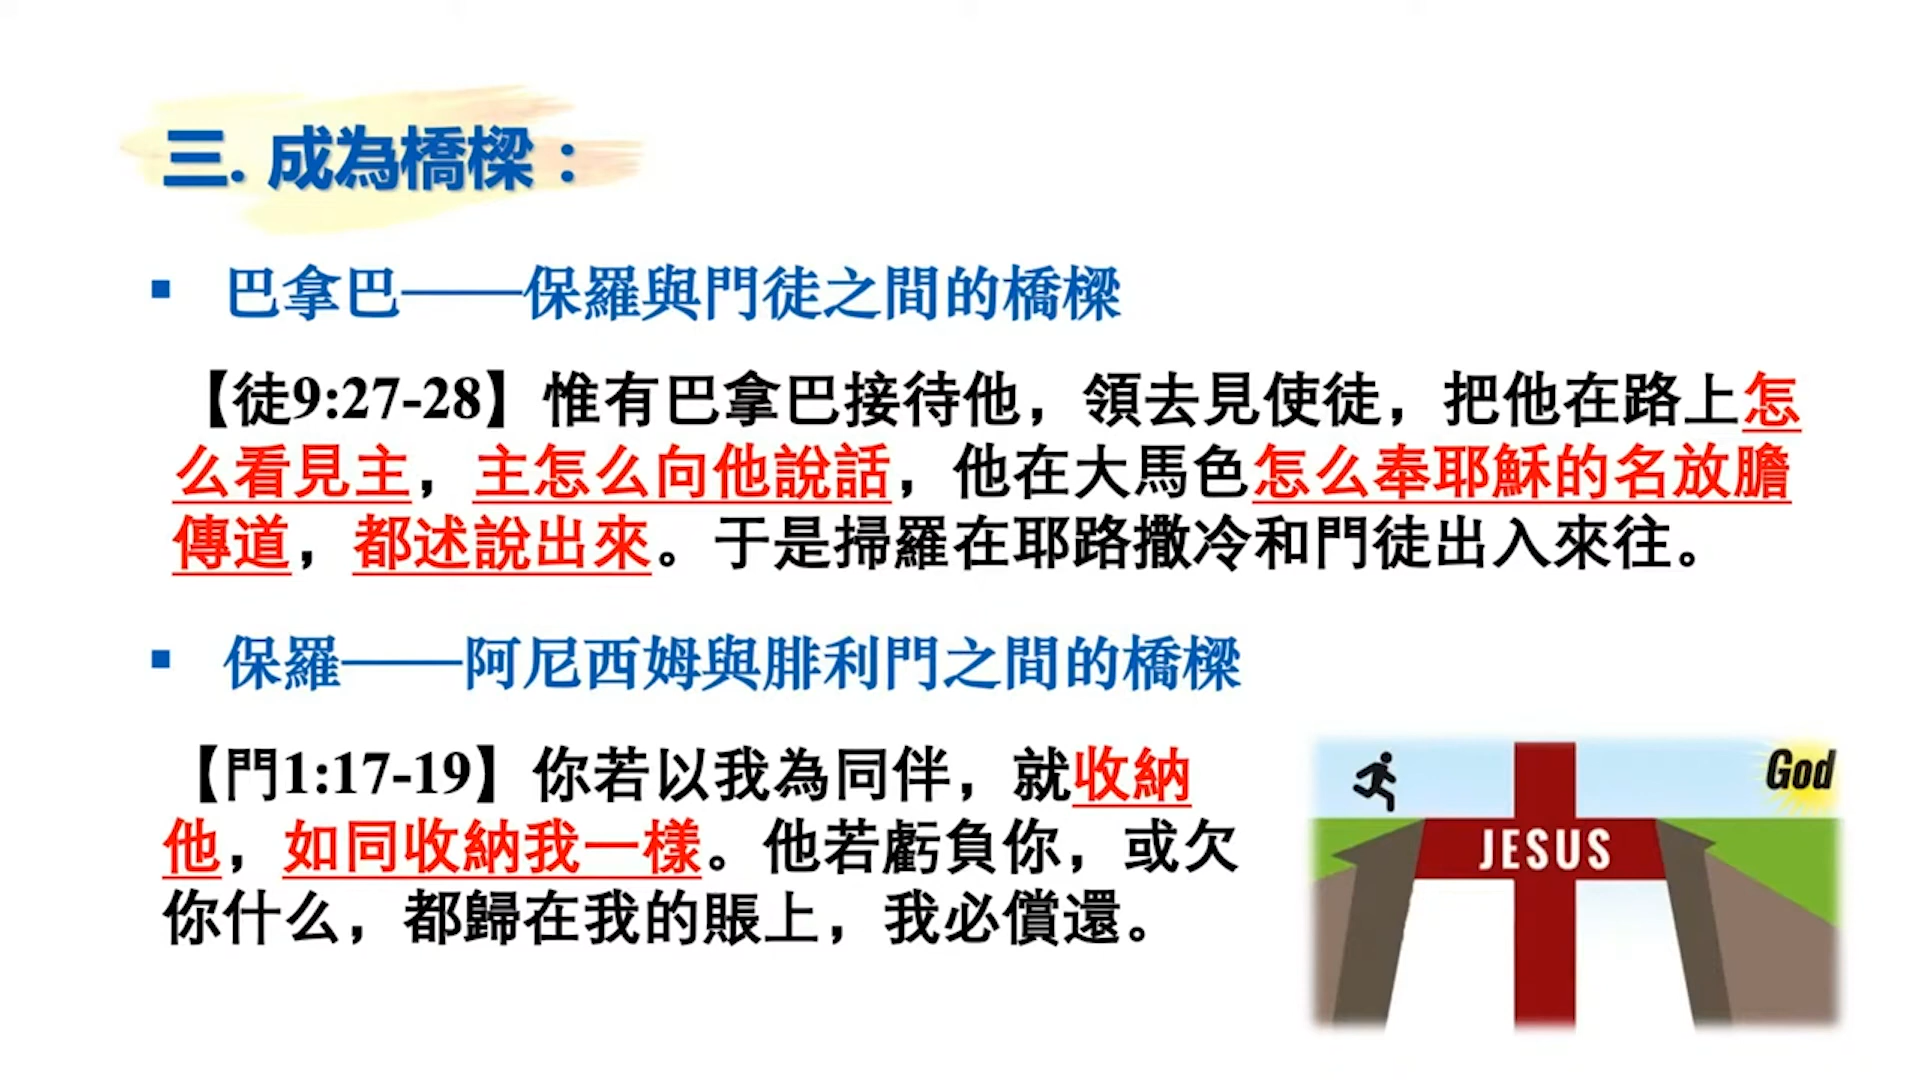 三. 成為橋樑：
▪ 巴拿巴——保羅與門徒之間的橋樑
【徒9:27-28】惟有巴拿巴接待他，領去見使徒，把他在路上怎
么看見主，主怎么向他說話，他在大馬色怎么奉耶穌的名放膽
傳道，都述說出來。于是掃羅在耶路撒冷和門徒出入來往。
▪ 保羅——阿尼西姆與腓利門之間的橋樑
【門1:17-19】你若以我為同伴，就收納
他，如同收納我一樣。他若虧負你，或欠
你什么，都歸在我的賬上，我必償還。
God
JESUS